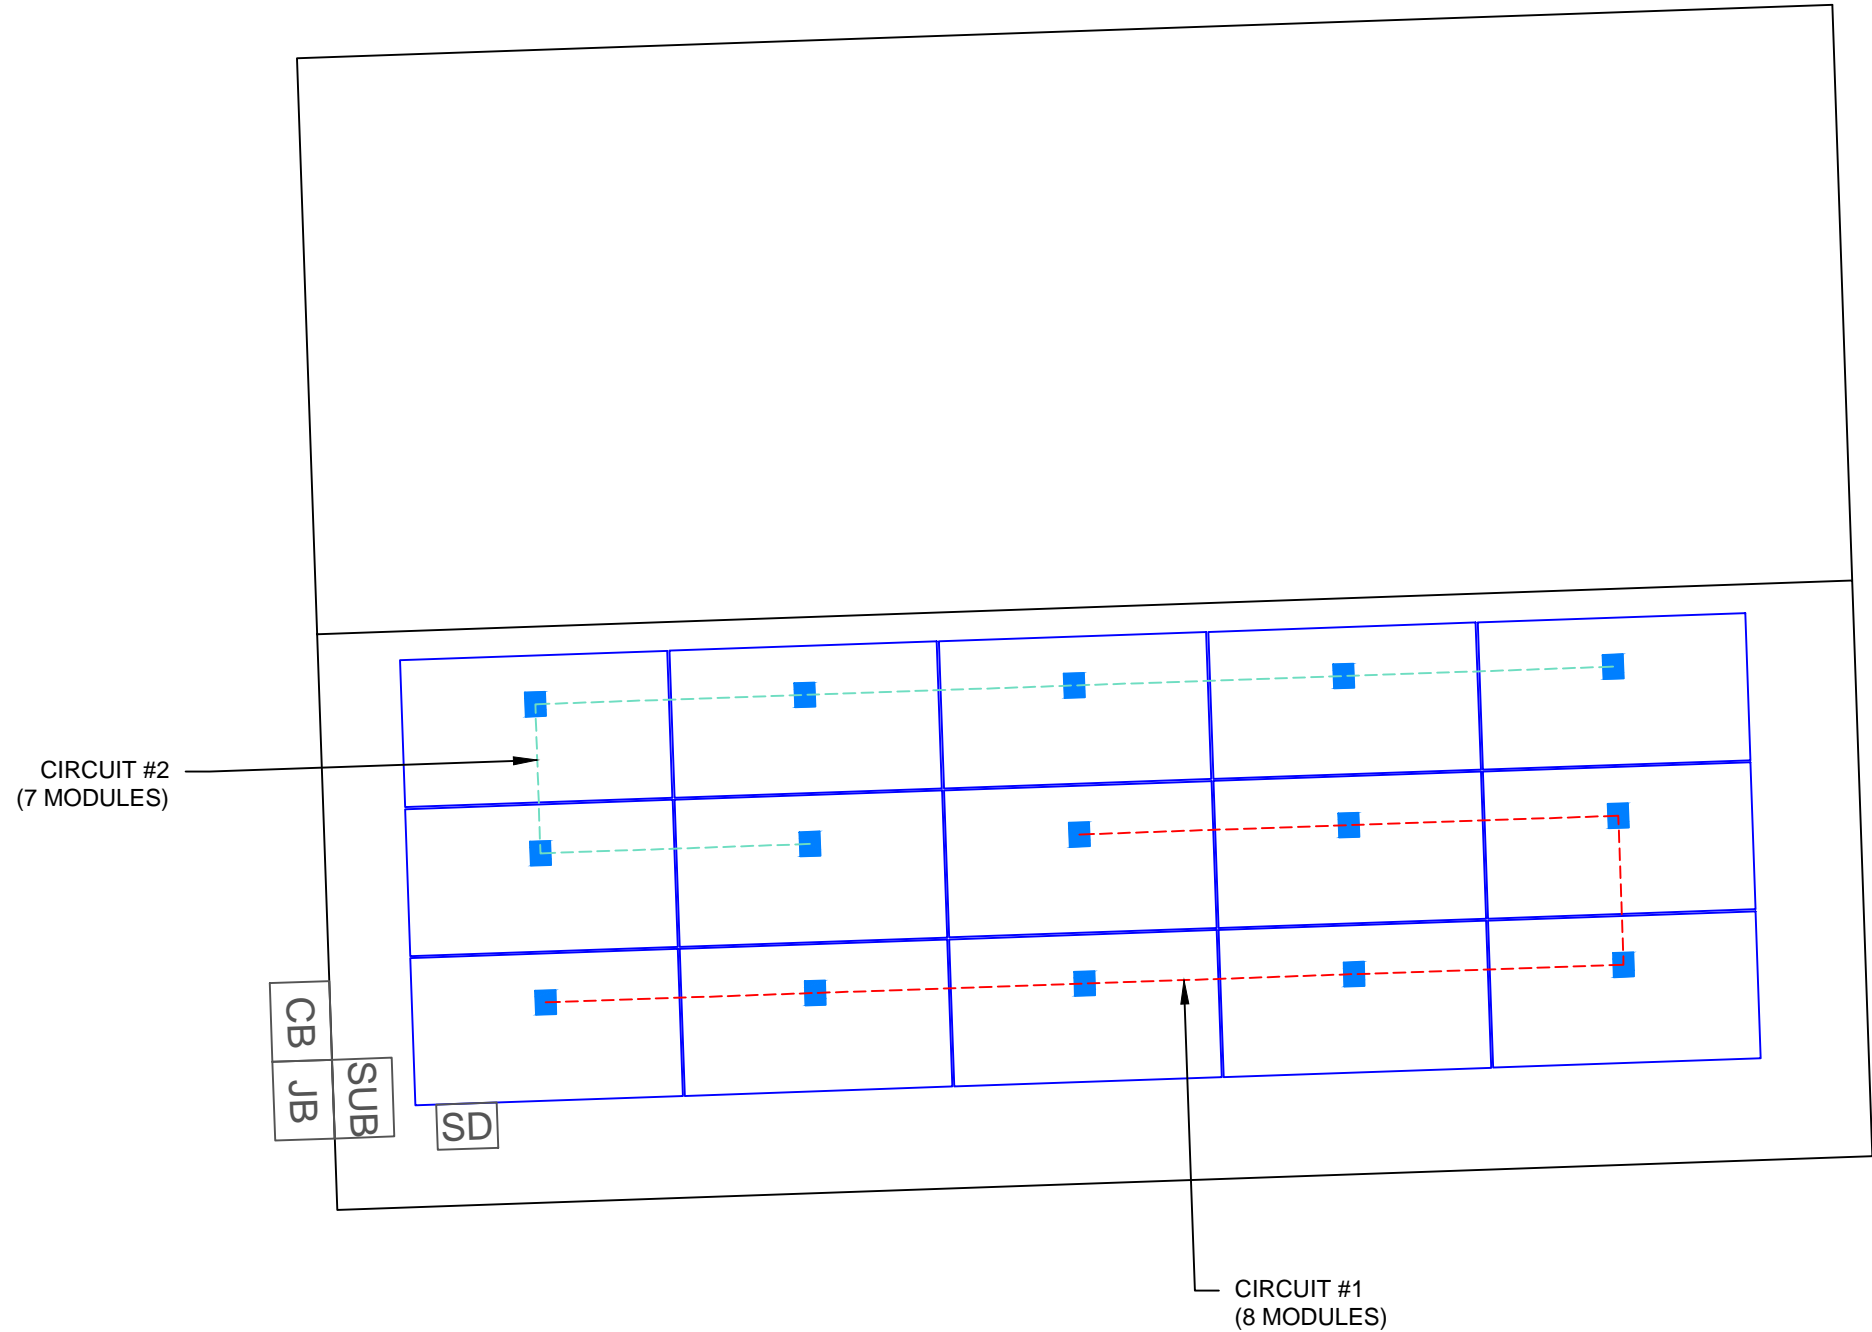 CIRCUIT #2
(7 MODULES)
CB
JB
SUB
SD
CIRCUIT #1
(8 MODULES)